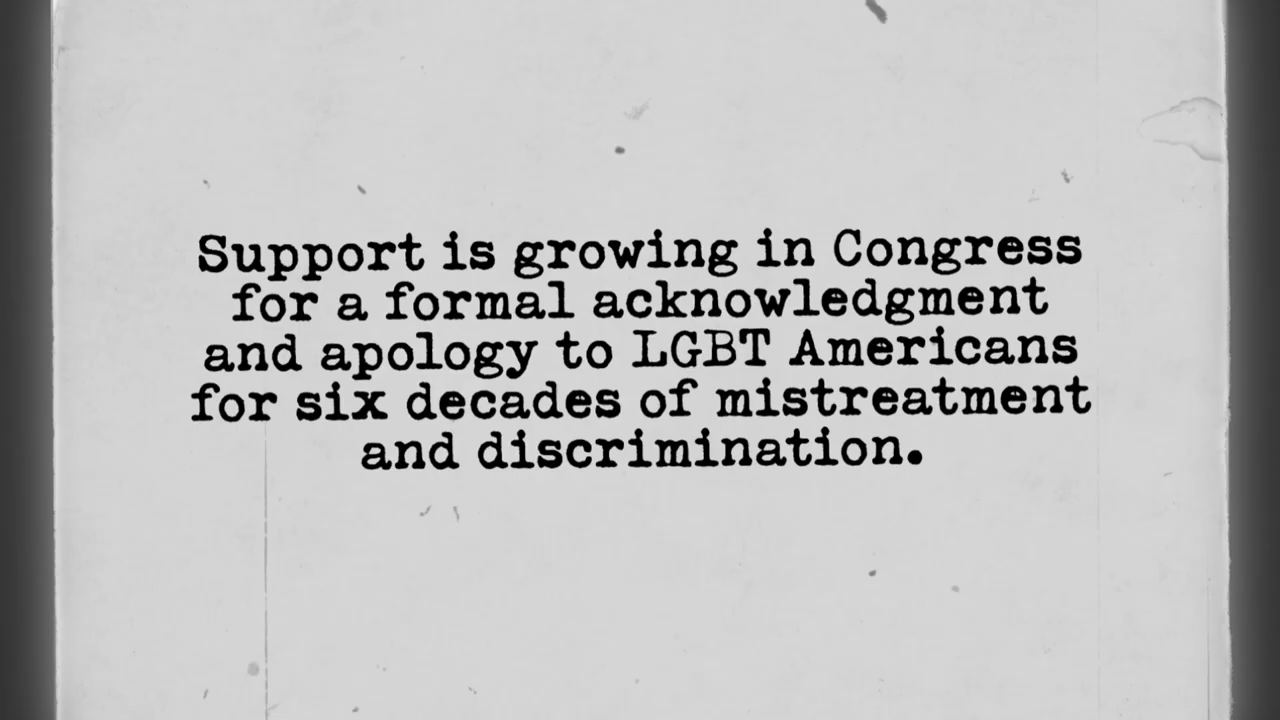 Support is growing in Congress
for a formal acknowledgment
and apology to LGBT Americans
for six decades of mistreatment
and discrimination.